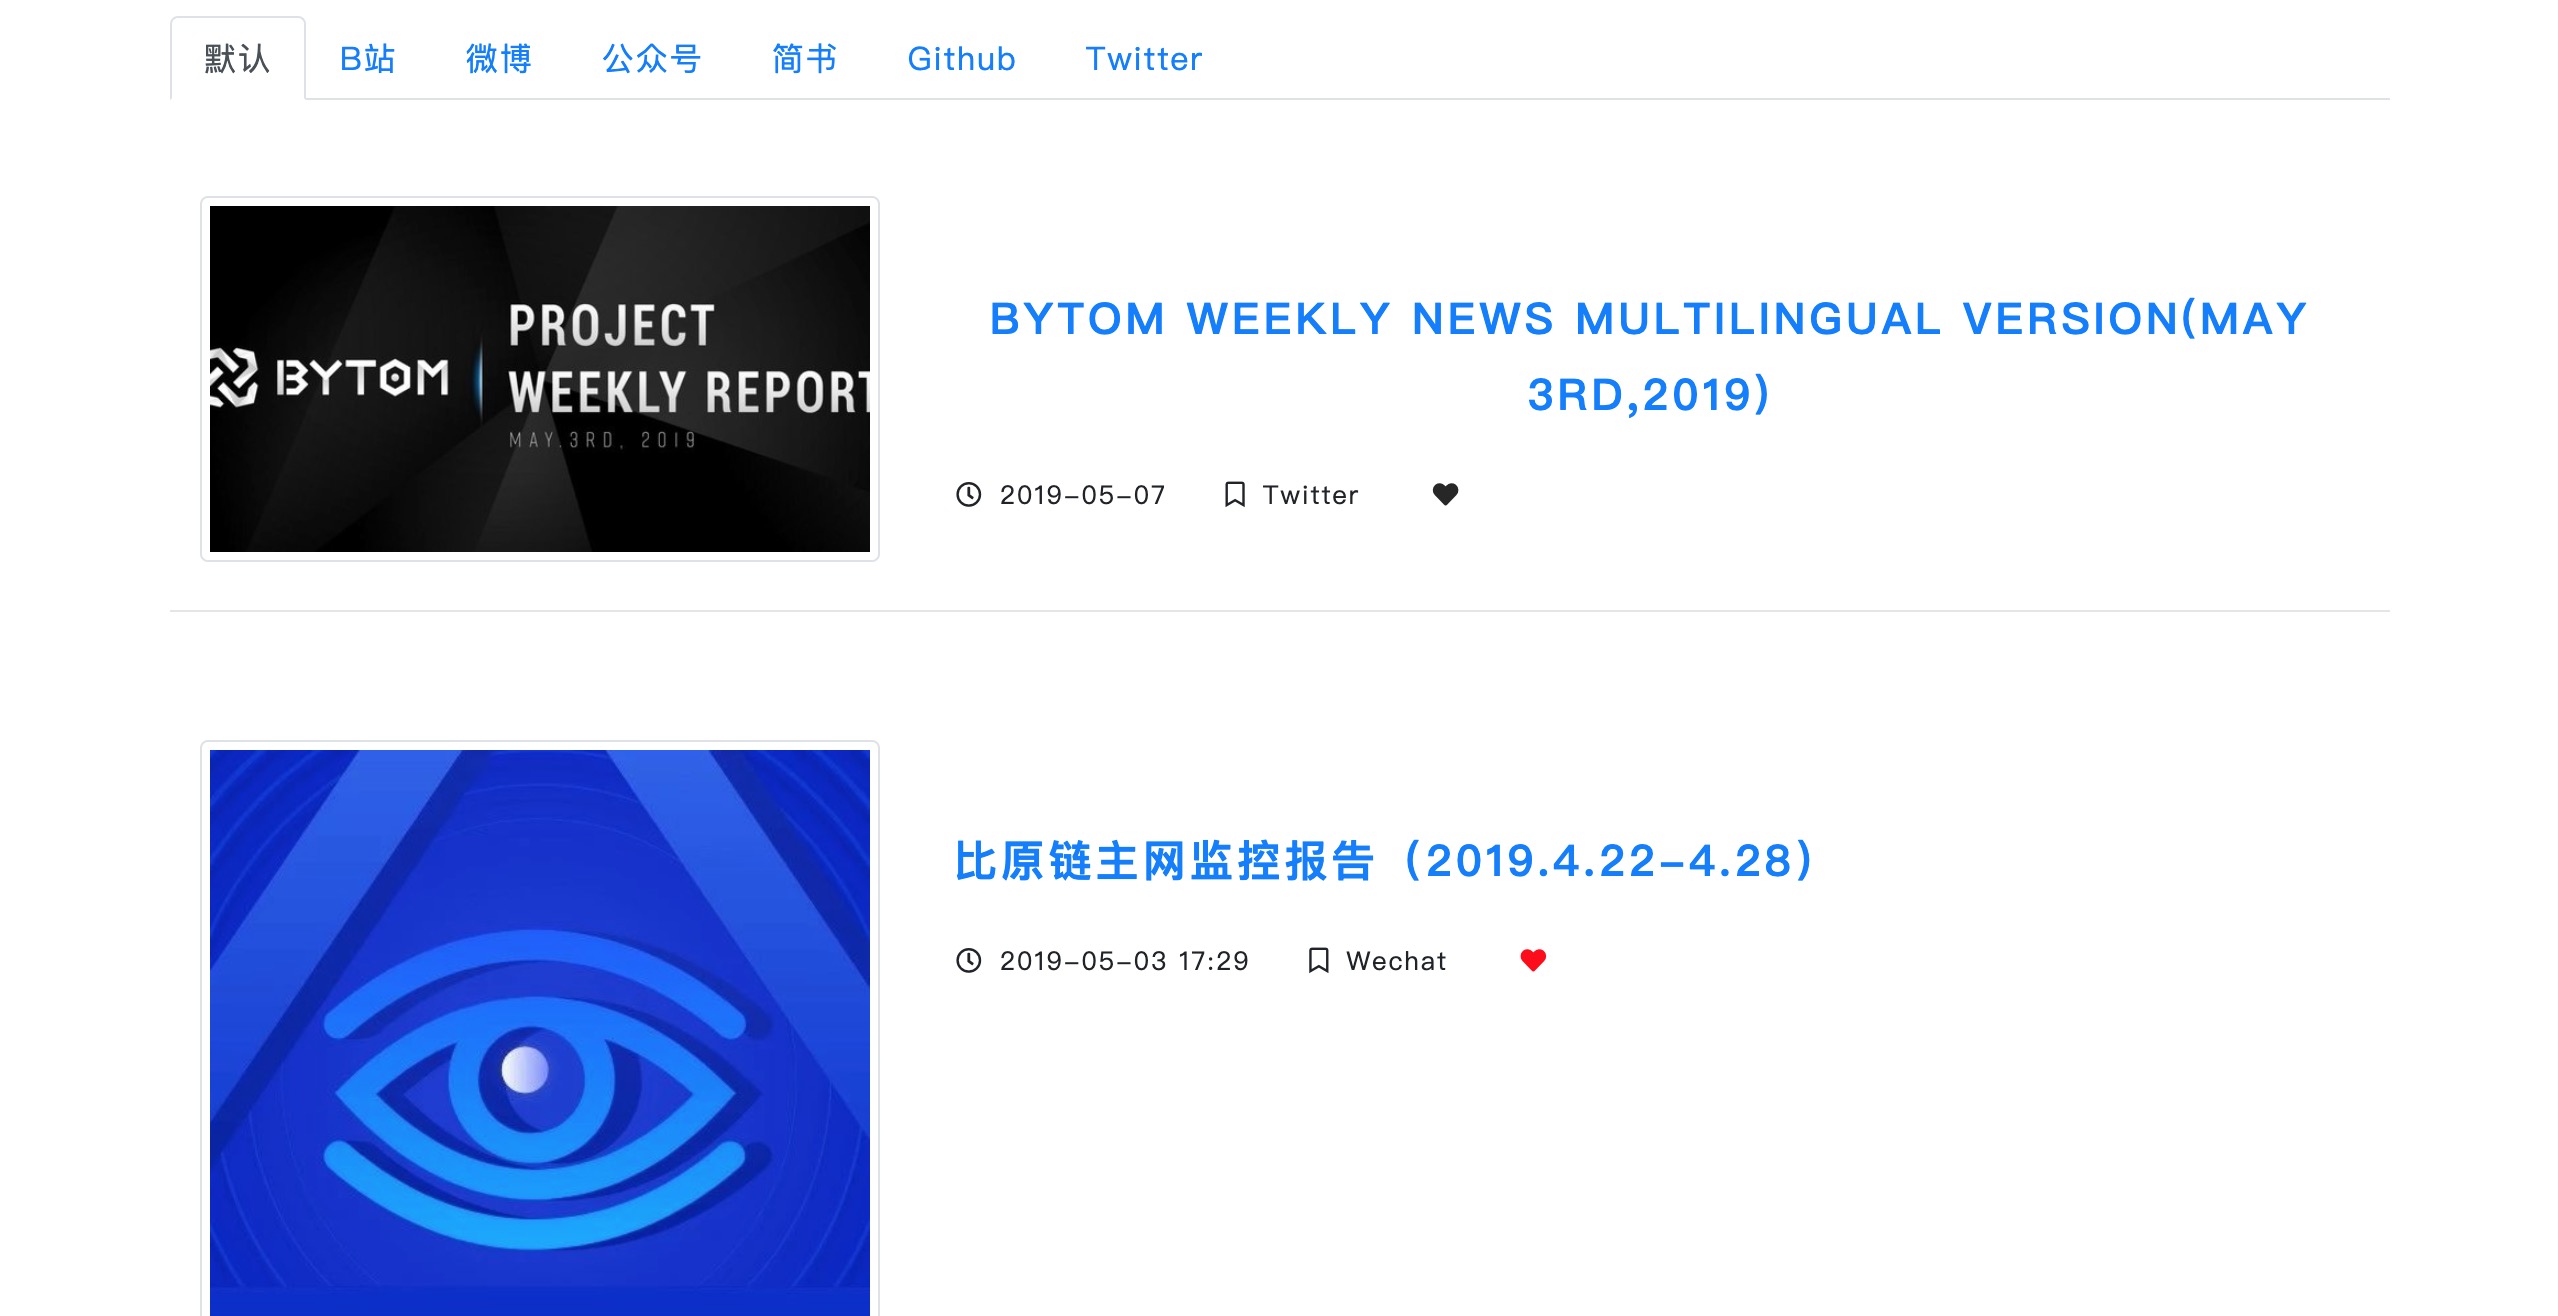 默认 B站 微博 公众号 简书 Github Twitter
BYTOM
PROJECT
WEEKLY REPORT
MAY.3RD, 2019
BYTOM WEEKLY NEWS MULTILINGUAL VERSION(MAY
3RD,2019)
2019-05-07 Twitter
比原链主网监控报告（2019.4.22-4.28）
2019-05-03 17:29 Wechat